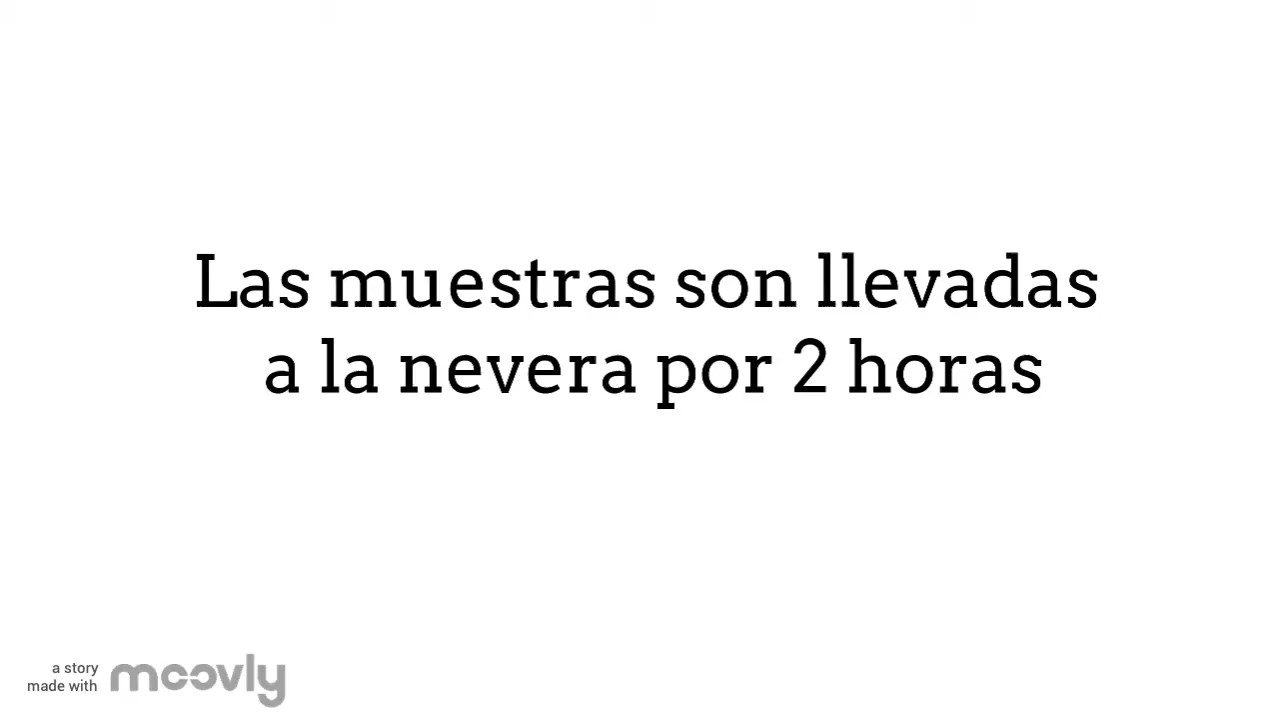 Las muestras son llevadas
a la nevera por 2 horas
a story
made with moovly